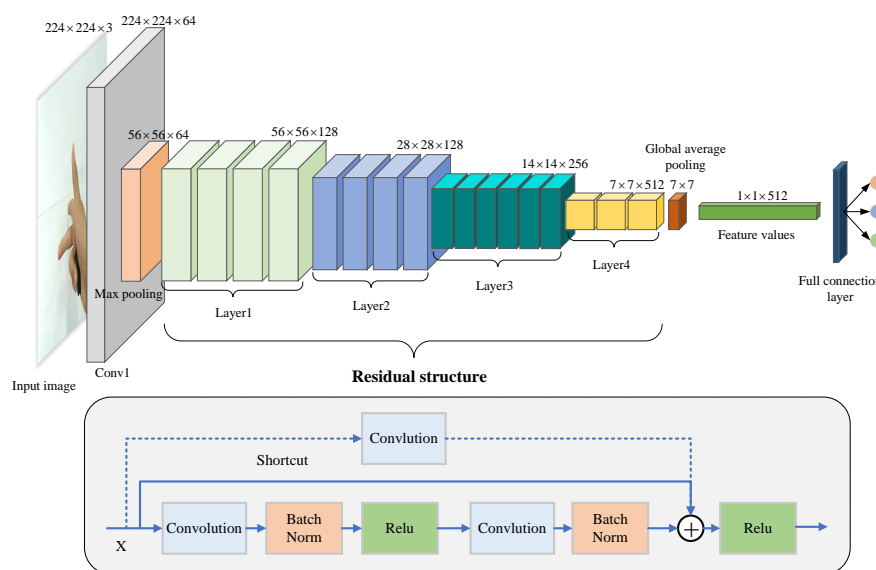 224×224×3
224×224×64
56×56×64
56×56×128
28×28×128
14×14×256
Global average
pooling
7×7×512
7×7
1×1×512
Feature values
Full connection
layer
Max pooling
Layer1
Layer2
Layer3
Layer4
Conv1
Input image
Residual structure
Convlution
Shortcut
X
Convolution
Batch
Norm
Relu
Convlution
Batch
Norm
Relu